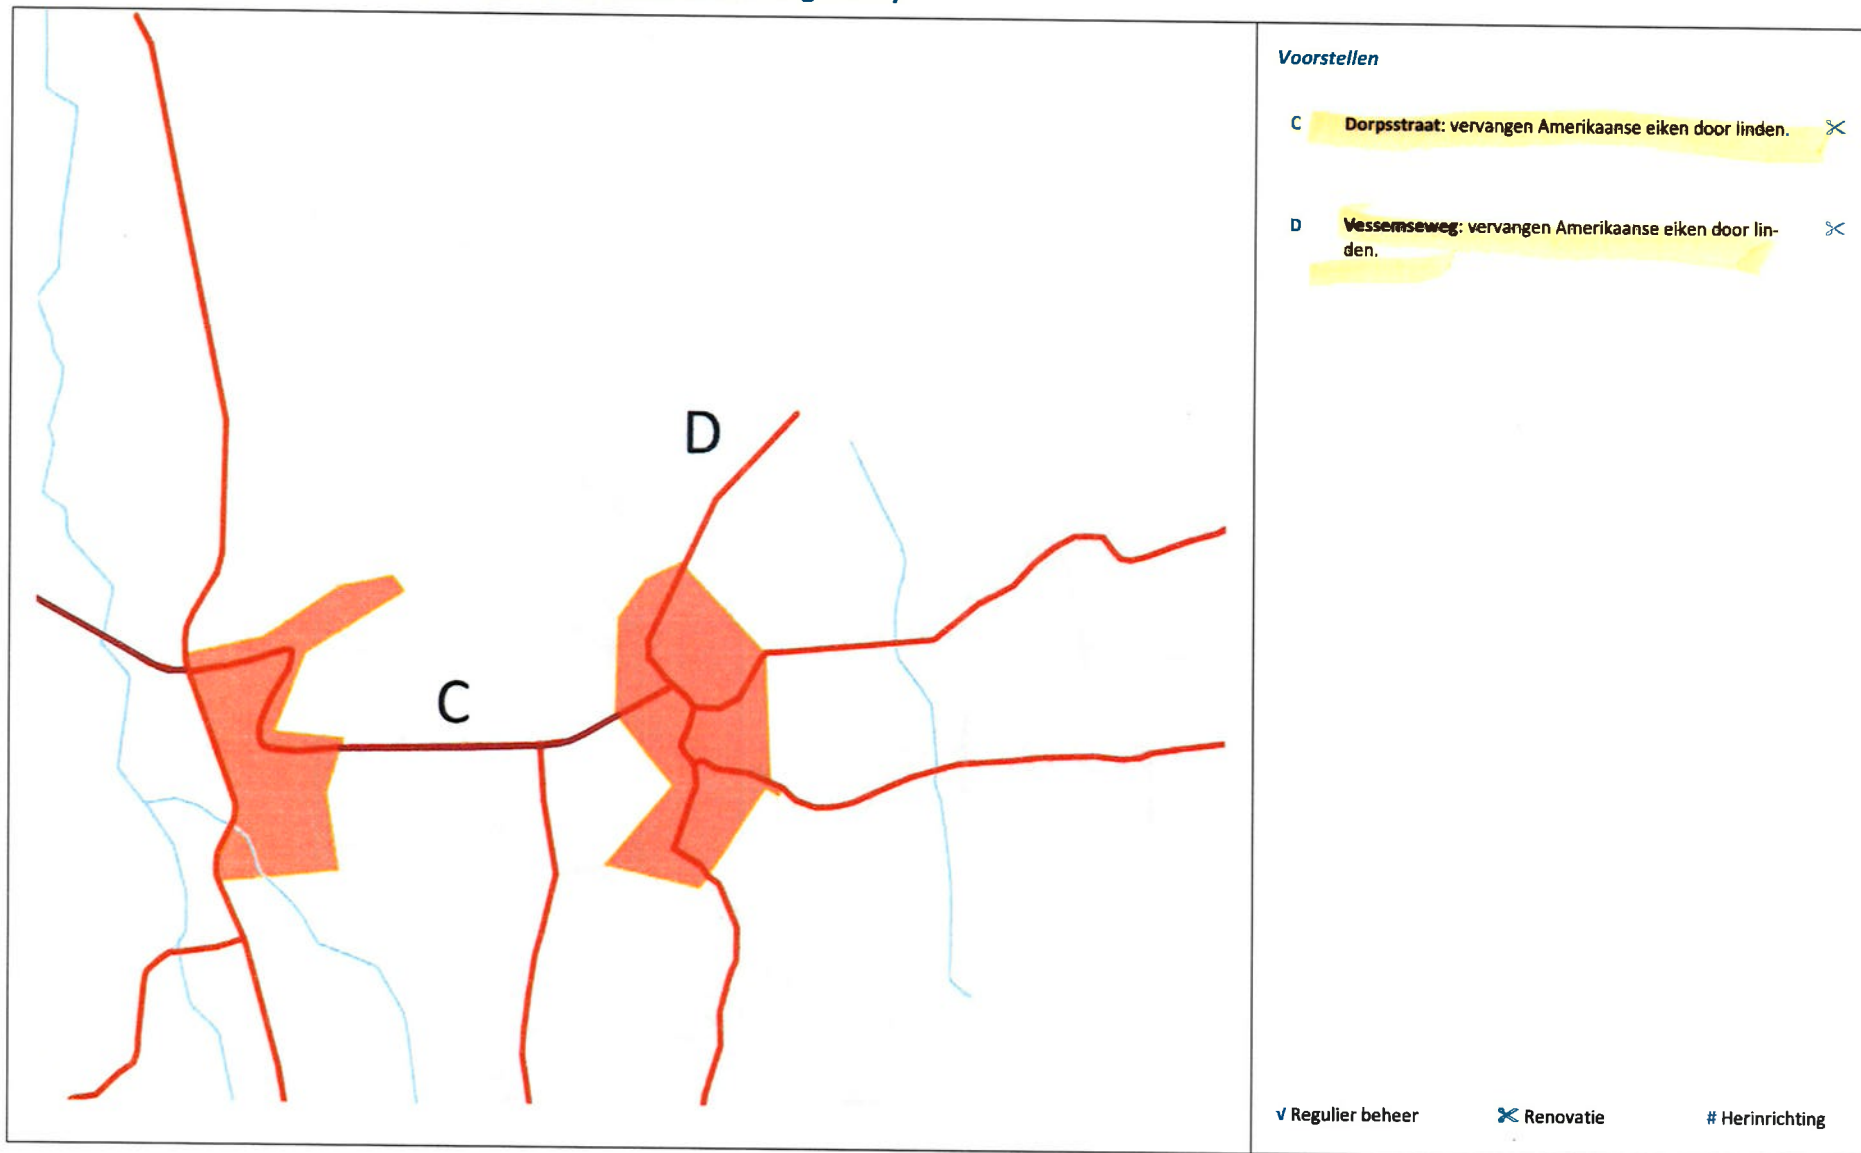 Voorstellen
C Dorpsstraat: vervangen Amerikaanse eiken door linden. ✂
D Vessemseweg: vervangen Amerikaanse eiken door lin-
den. ✂
D
C
√ Regulier beheer ✂ Renovatie # Herinrichting